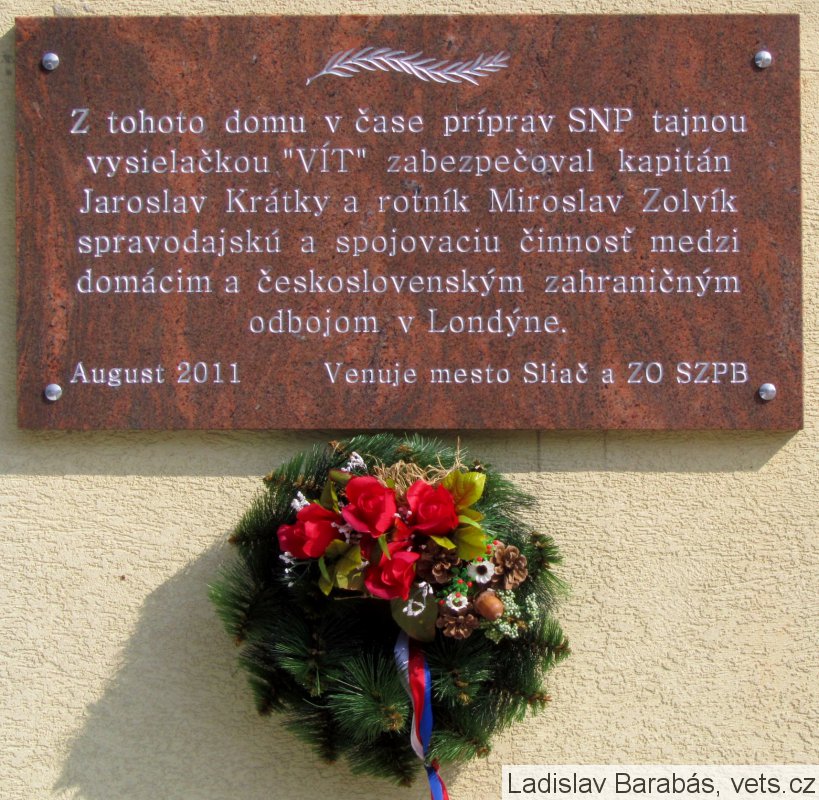 Z tohoto domu v čase príprav SNP tajnou
vysielačkou "VÍT" zabezpečoval kapitán
Jaroslav Krátky a rotník Miroslav Zolvík
spravodajskú a spojovaciu činnosť medzi
domácim a československým zahraničným
odbojom v Londýne.
August 2011 Venuje mesto Sliač a ZO SZPB
Ladislav Barabás, vets.cz